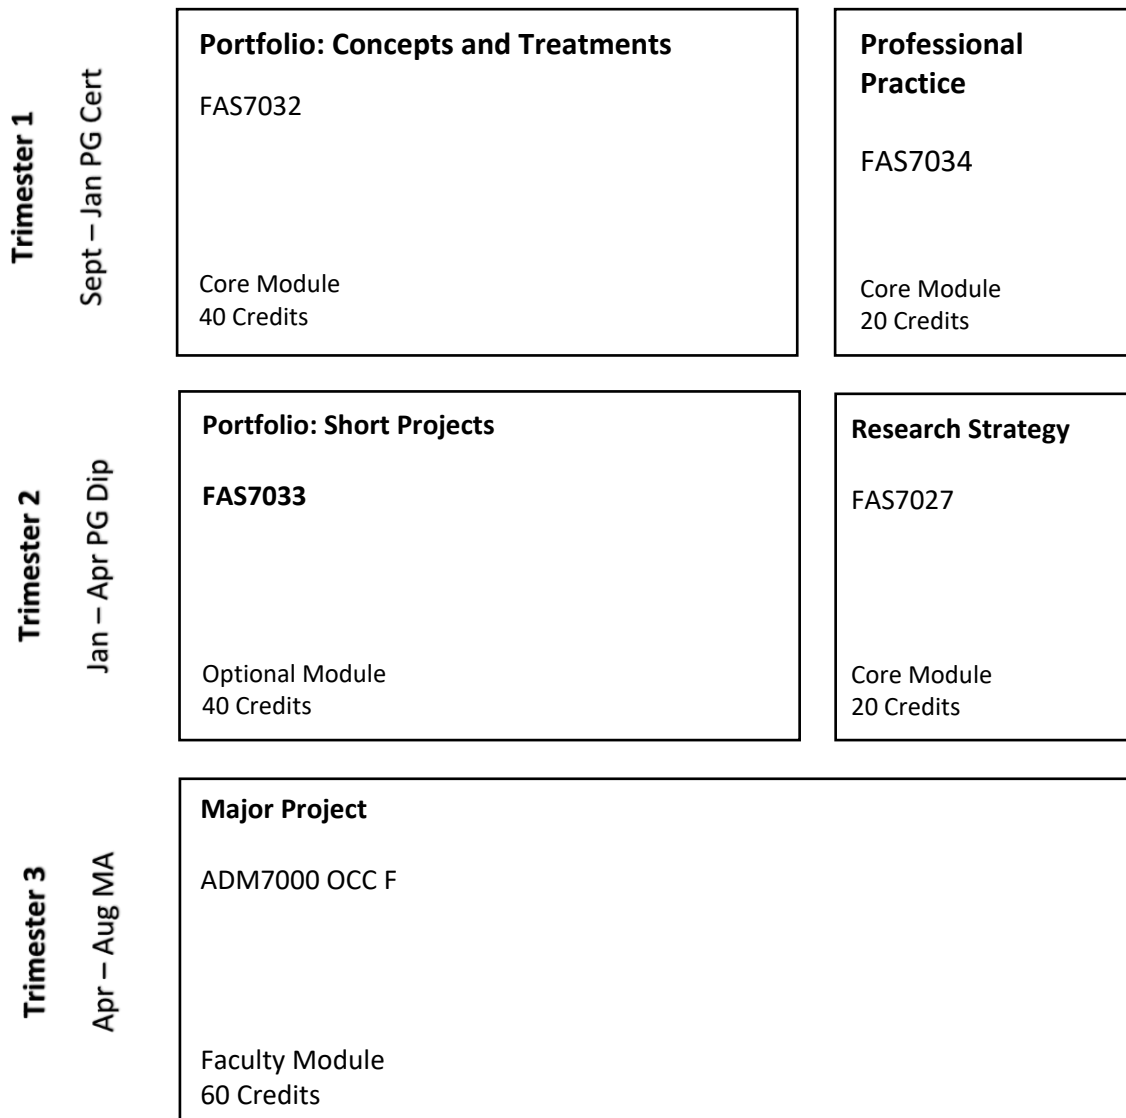 Trimester 1
Sept – Jan PG Cert
Portfolio: Concepts and Treatments
FAS7032
Core Module
40 Credits
Professional
Practice
FAS7034
Core Module
20 Credits
Trimester 2
Jan – Apr PG Dip
Portfolio: Short Projects
FAS7033
Optional Module
40 Credits
Research Strategy
FAS7027
Core Module
20 Credits
Trimester 3
Apr – Aug MA
Major Project
ADM7000 OCC F
Faculty Module
60 Credits